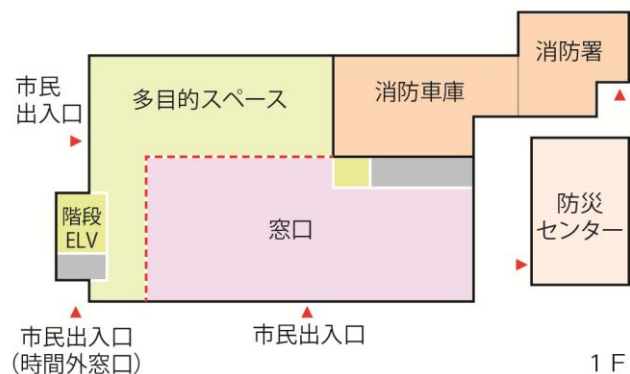 消防署
市民
出入口
多目的スペース
消防車庫
階段
ELV
窓口
防災
センター
市民出入口
(時間外窓口)
市民出入口
1F